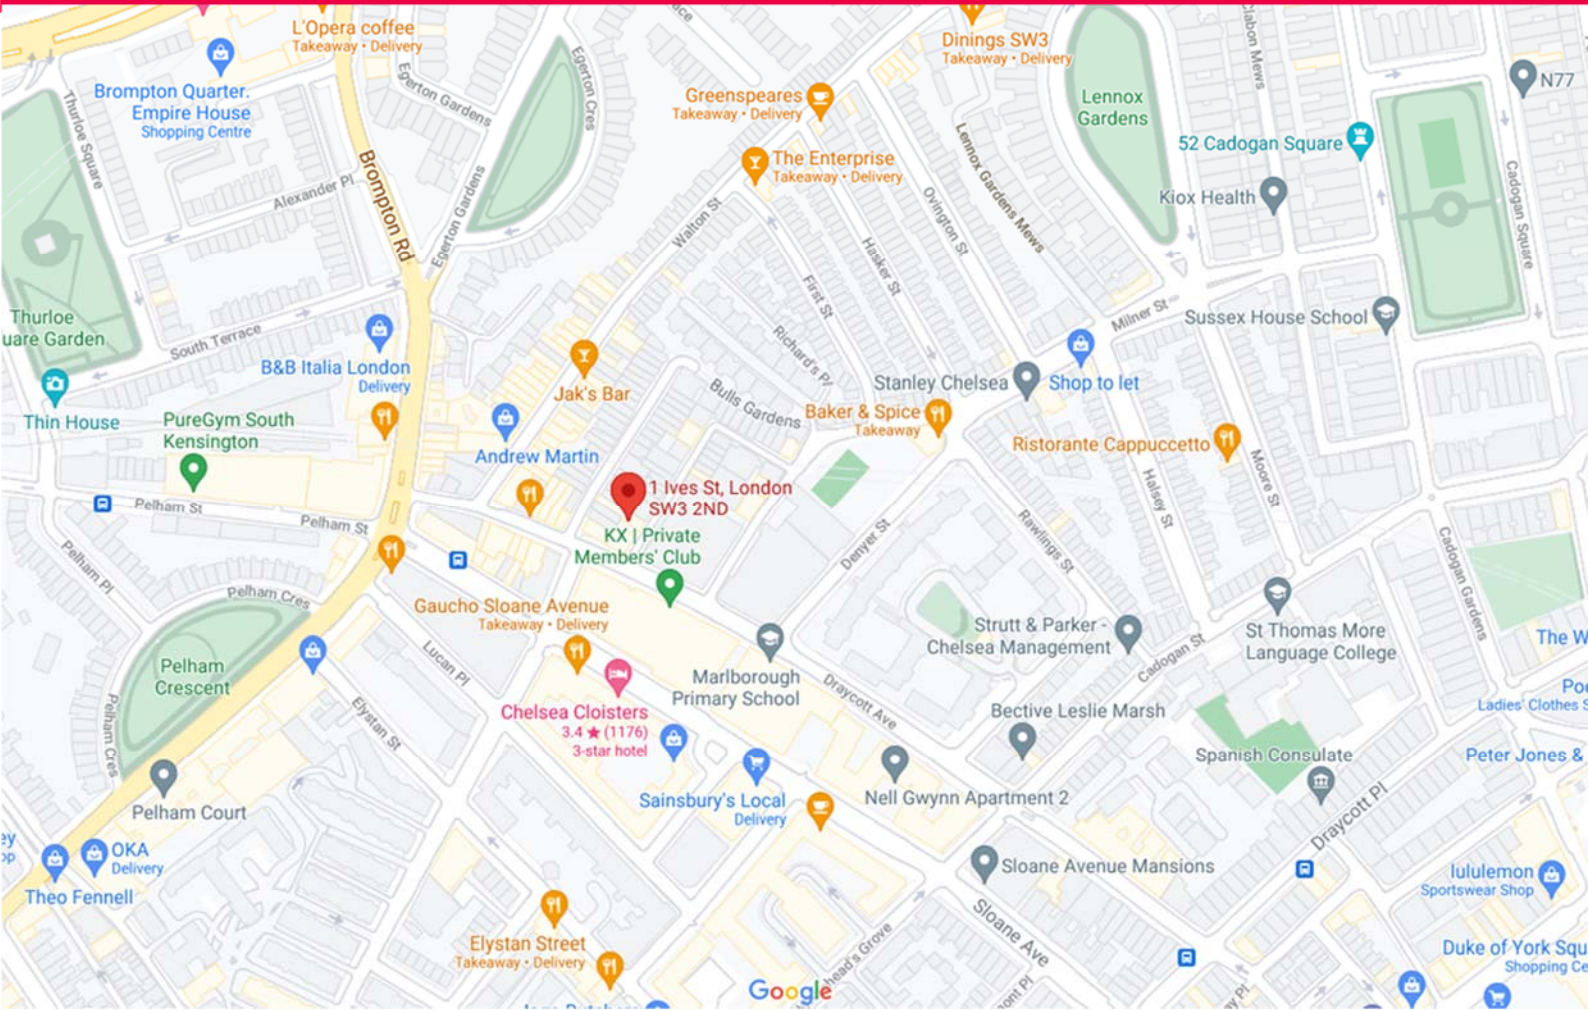 L'Opera coffee
Takeaway • Delivery
Dinings SW3
Takeaway • Delivery
Brompton Quarter.
Empire House
Shopping Centre
Egerton Gardens
Egerton Cres
Greenspeares
Takeaway • Delivery
Lennox
Gardens
N77
Thurloe Square
The Enterprise
Takeaway • Delivery
Lennox Gardens Mews
52 Cadogan Square
Kiox Health
Cadogan Square
Alexander Pl
Brompton Rd
Egerton Gardens
Walton St
Ovington St
Hasker St
First St
Milner St
Sussex House School
Thurloe
uare Garden
South Terrace
B&B Italia London
Delivery
Richard's Pl
Thin House
PureGym South
Kensington
Jak's Bar
Bulls Gardens
Stanley Chelsea
Shop to let
Baker & Spice
Takeaway
Ristorante Cappuccetto
Andrew Martin
1 Ives St, London
SW3 2ND
KX | Private
Members' Club
Halsey St
Moore St
Pelham St
Pelham St
Pelham Pl
Pelham Cres
Denyer St
Rawlings St
Cadogan Gardens
Gaucho Sloane Avenue
Takeaway • Delivery
Strutt & Parker -
Chelsea Management
Cadogan St
St Thomas More
Language College
The W
Pelham
Crescent
Pelham Cres
Lucan Pl
Elystan St
Marlborough
Primary School
Draycott Ave
Chelsea Cloisters
3.4 ★ (1176)
3-star hotel
Bective Leslie Marsh
Spanish Consulate
Ladies' Clothes S
Peter Jones &
Pelham Court
Sainsbury's Local
Delivery
Nell Gwynn Apartment 2
Draycott Pl
OKA
Delivery
Theo Fennell
Sloane Avenue Mansions
lululemon
Sportswear Shop
Elystan Street
Takeaway • Delivery
Sloane Ave
Duke of York Squ
Shopping Ce
head's Grove
Google